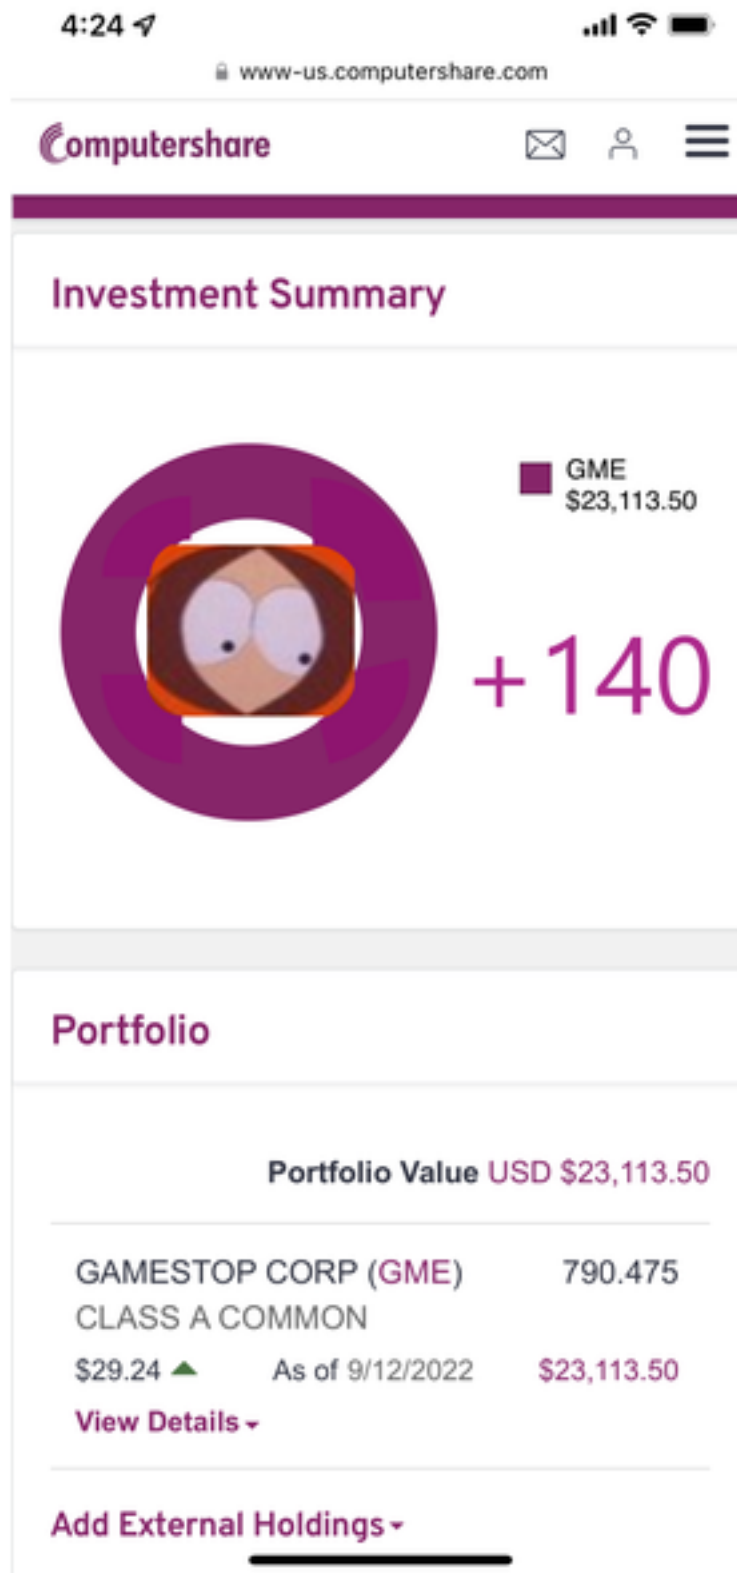 4:24
www-us.computershare.com
Computershare
Investment Summary
GME
$23,113.50
+140
Portfolio
Portfolio Value USD $23,113.50
GAMESTOP CORP (GME) 790.475
CLASS A COMMON
$29.24 As of 9/12/2022 $23,113.50
View Details
Add External Holdings